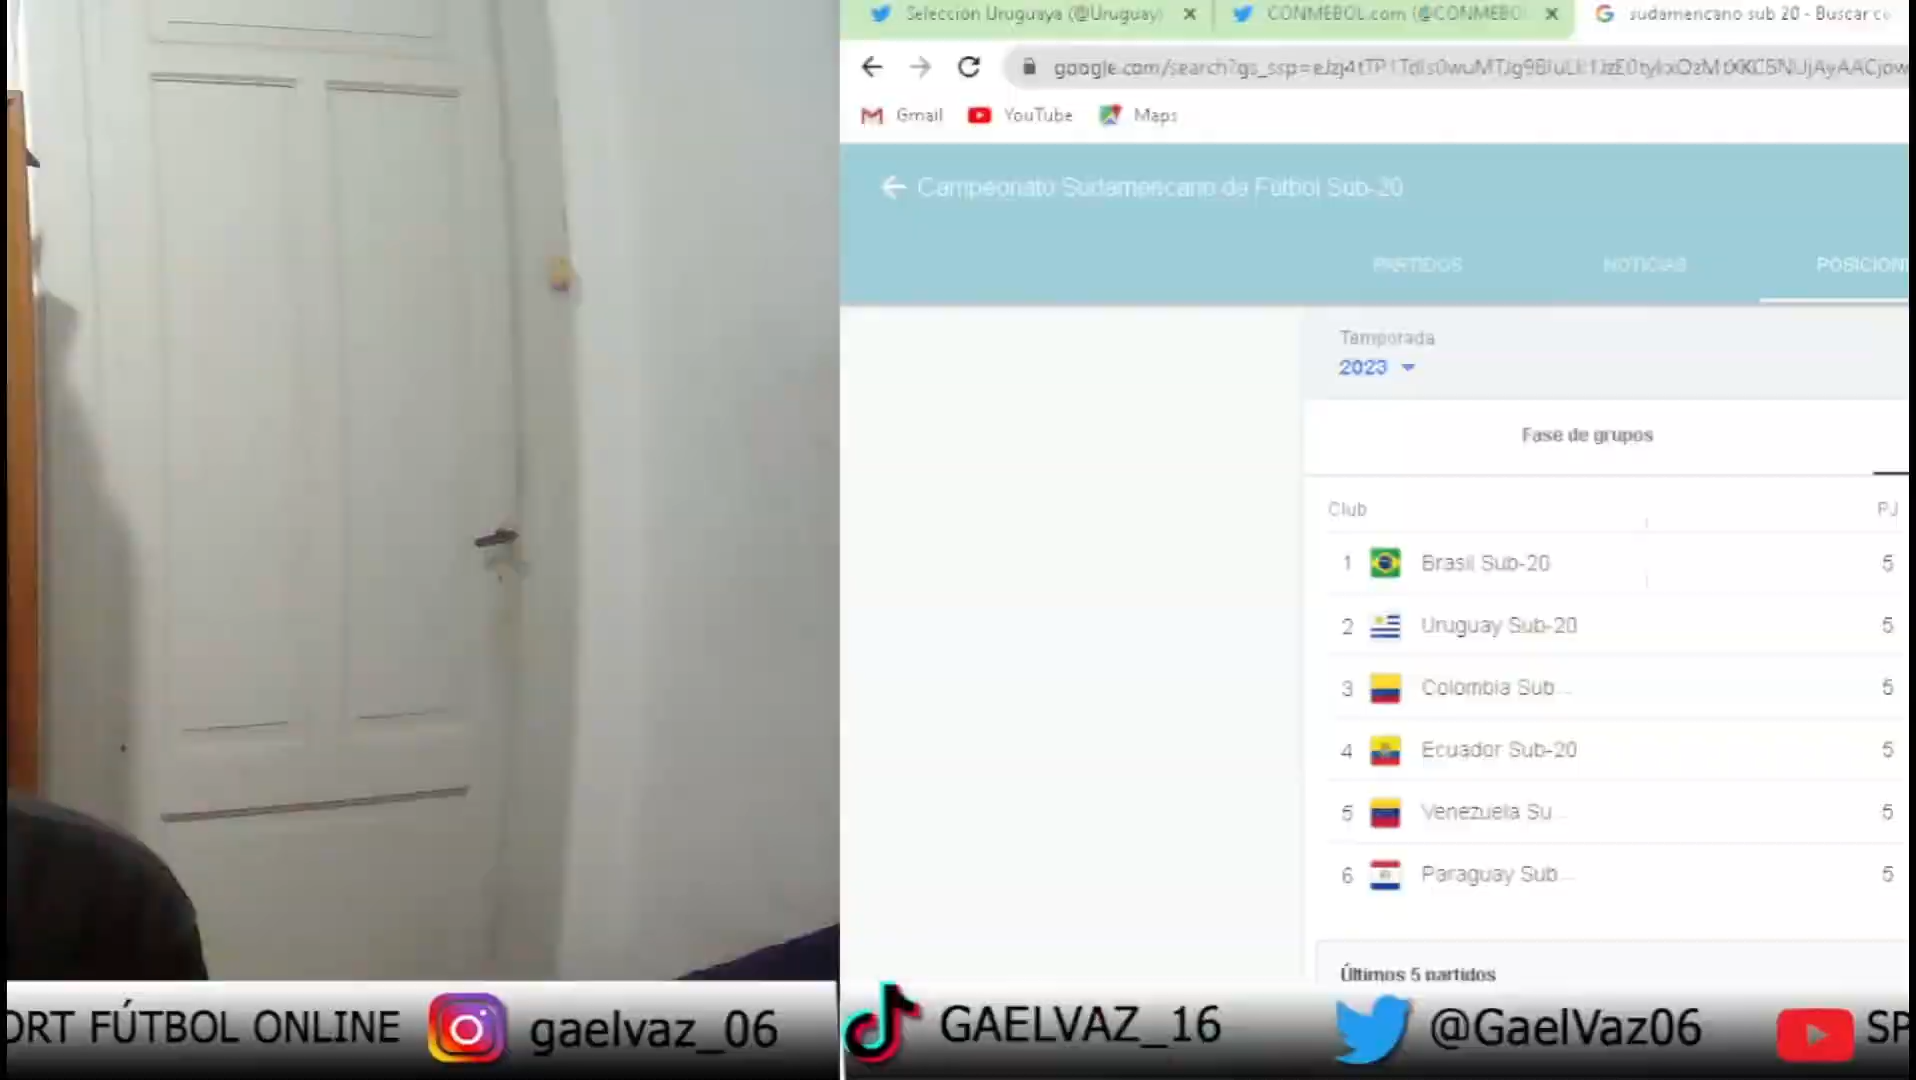 Selección Uruguaya (@Uruguay)
CONMEBOL.com (@CONMEBOL
sudamericano sub 20 - Buscar co
Gmail
YouTube
Maps
Campeonato Sudamericano de Fútbol Sub-20
PARTIDOS
NOTICIAS
POSICION
Temporada
2023
Fase de grupos
Club PJ
1 Brasil Sub-20 5
2 Uruguay Sub-20 5
3 Colombia Sub... 5
4 Ecuador Sub-20 5
5 Venezuela Su... 5
6 Paraguay Sub... 5
Últimos 5 partidos
ORT FÚTBOL ONLINE gaelvaz_06 GAELVAZ_16 @GaelVaz06 SP